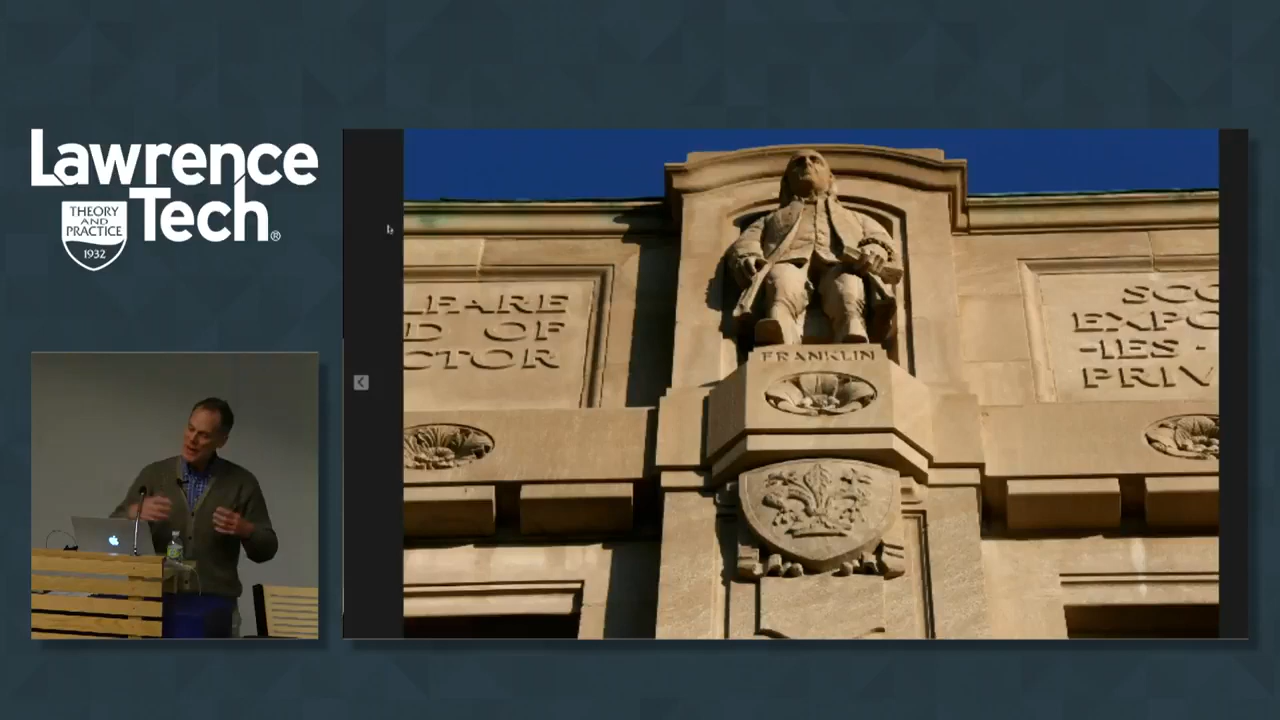 Lawrence
Tech®
THEORY
AND
PRACTICE
1932
LFARE
D OF
CTOR
FRANKLIN
SCO
EXPO
-IES -
PRIV